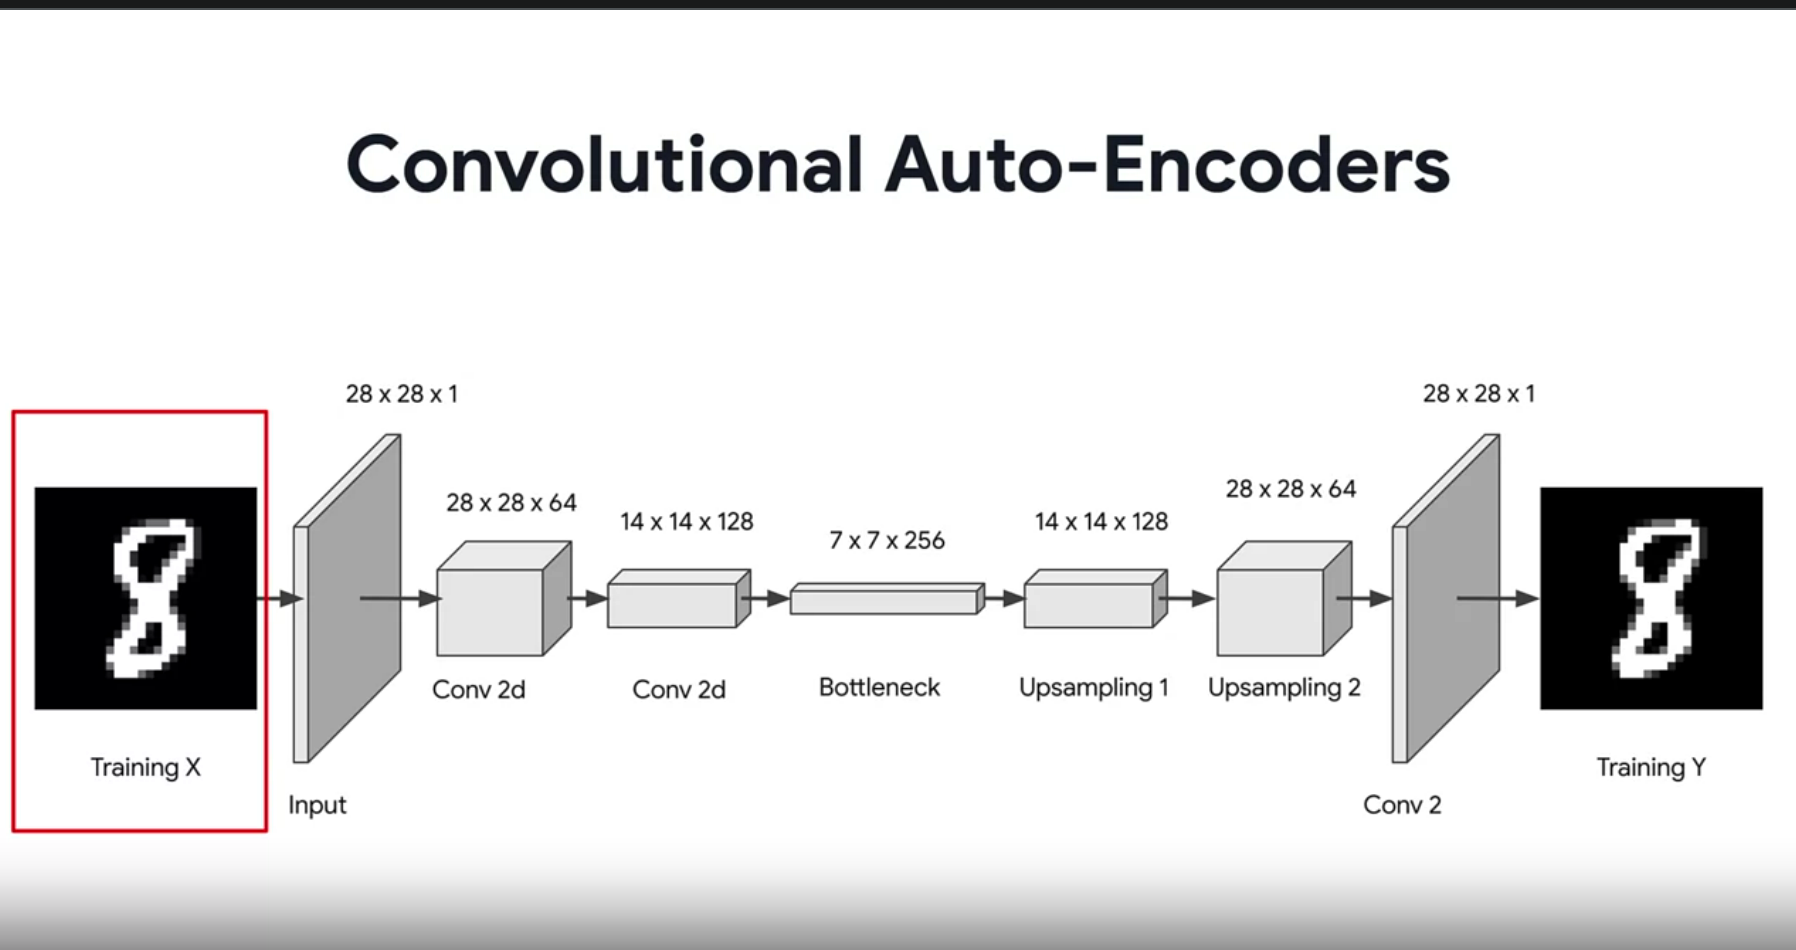 Convolutional Auto-Encoders
28 x 28 x 1
28 x 28 x 64
14 x 14 x 128
7 x 7 x 256
14 x 14 x 128
28 x 28 x 64
28 x 28 x 1
Training X
Input
Conv 2d
Conv 2d
Bottleneck
Upsampling 1
Upsampling 2
Conv 2
Training Y
8
8